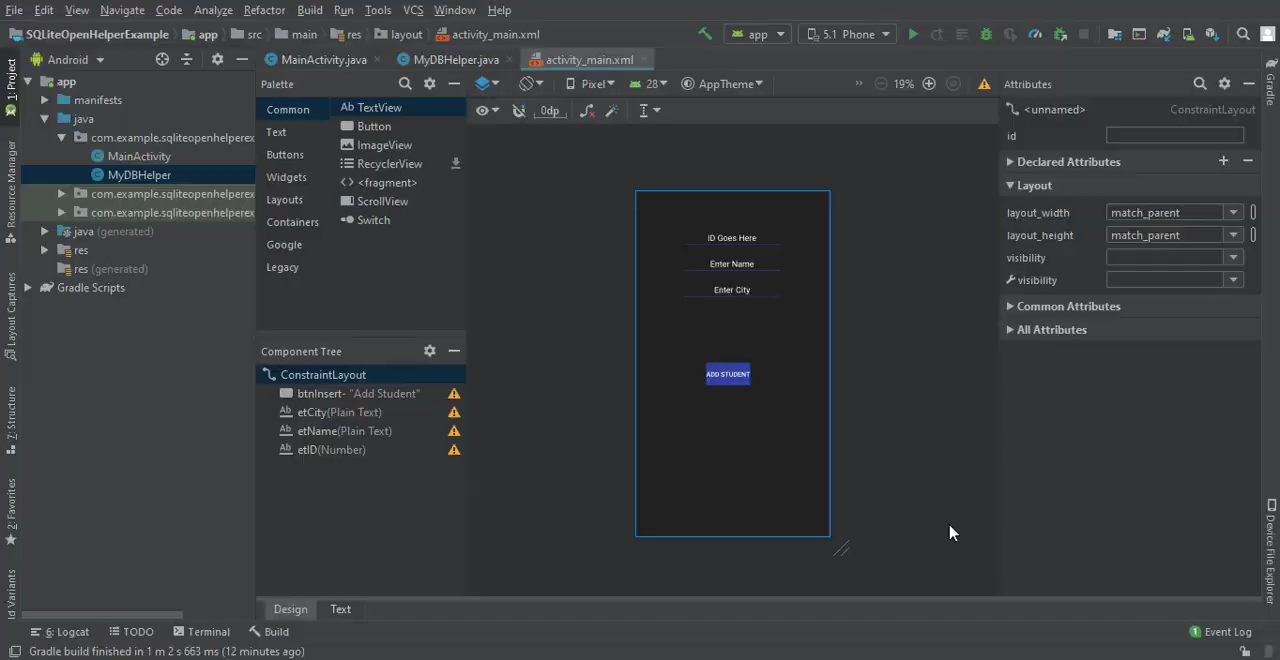 File Edit View Navigate Code Analyze Refactor Build Run Tools VCS Window Help
SQLiteOpenHelperExample app src main res layout activity_main.xml app 5.1 Phone
1: Project
Resource Manager
Layout Captures
7: Structure
2: Favorites
ld Variants
Android
app
manifests
java
com.example.sqliteopenhelperex
MainActivity
MyDBHelper
com.example.sqliteopenhelperex
com.example.sqliteopenhelperex
java (generated)
res
res (generated)
Gradle Scripts
MainActivity.java MyDBHelper.java activity_main.xml
Palette
Common
Text
Buttons
Widgets
Layouts
Containers
Google
Legacy
Ab TextView
Button
ImageView
RecyclerView
<fragment>
ScrollView
Switch
Component Tree
ConstraintLayout
btnInsert- "Add Student"
Ab etCity(Plain Text)
Ab etName(Plain Text)
Ab etID(Number)
Pixel 28 AppTheme 19%
0dp
ID Goes Here
Enter Name
Enter City
ADD STUDENT
Design Text
Attributes
<unnamed> ConstraintLayout
id
Declared Attributes
Layout
layout_width match_parent
layout_height match_parent
visibility
visibility
Common Attributes
All Attributes
Gradle
Device File Explorer
6: Logcat TODO Terminal Build 1 Event Log
Gradle build finished in 1 m 2 s 663 ms (12 minutes ago)